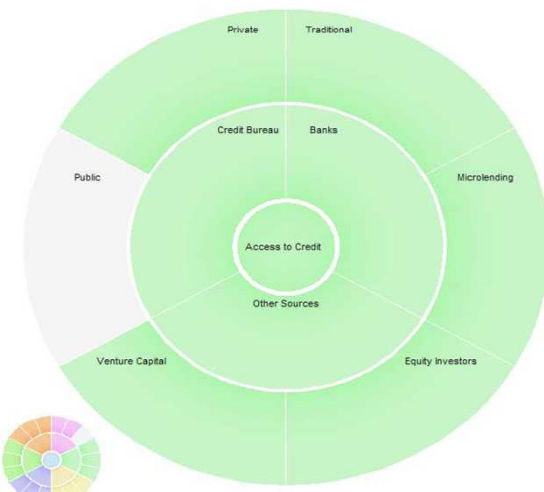 Private
Traditional
Credit Bureau
Banks
Public
Microlending
Access to Credit
Other Sources
Venture Capital
Equity Investors